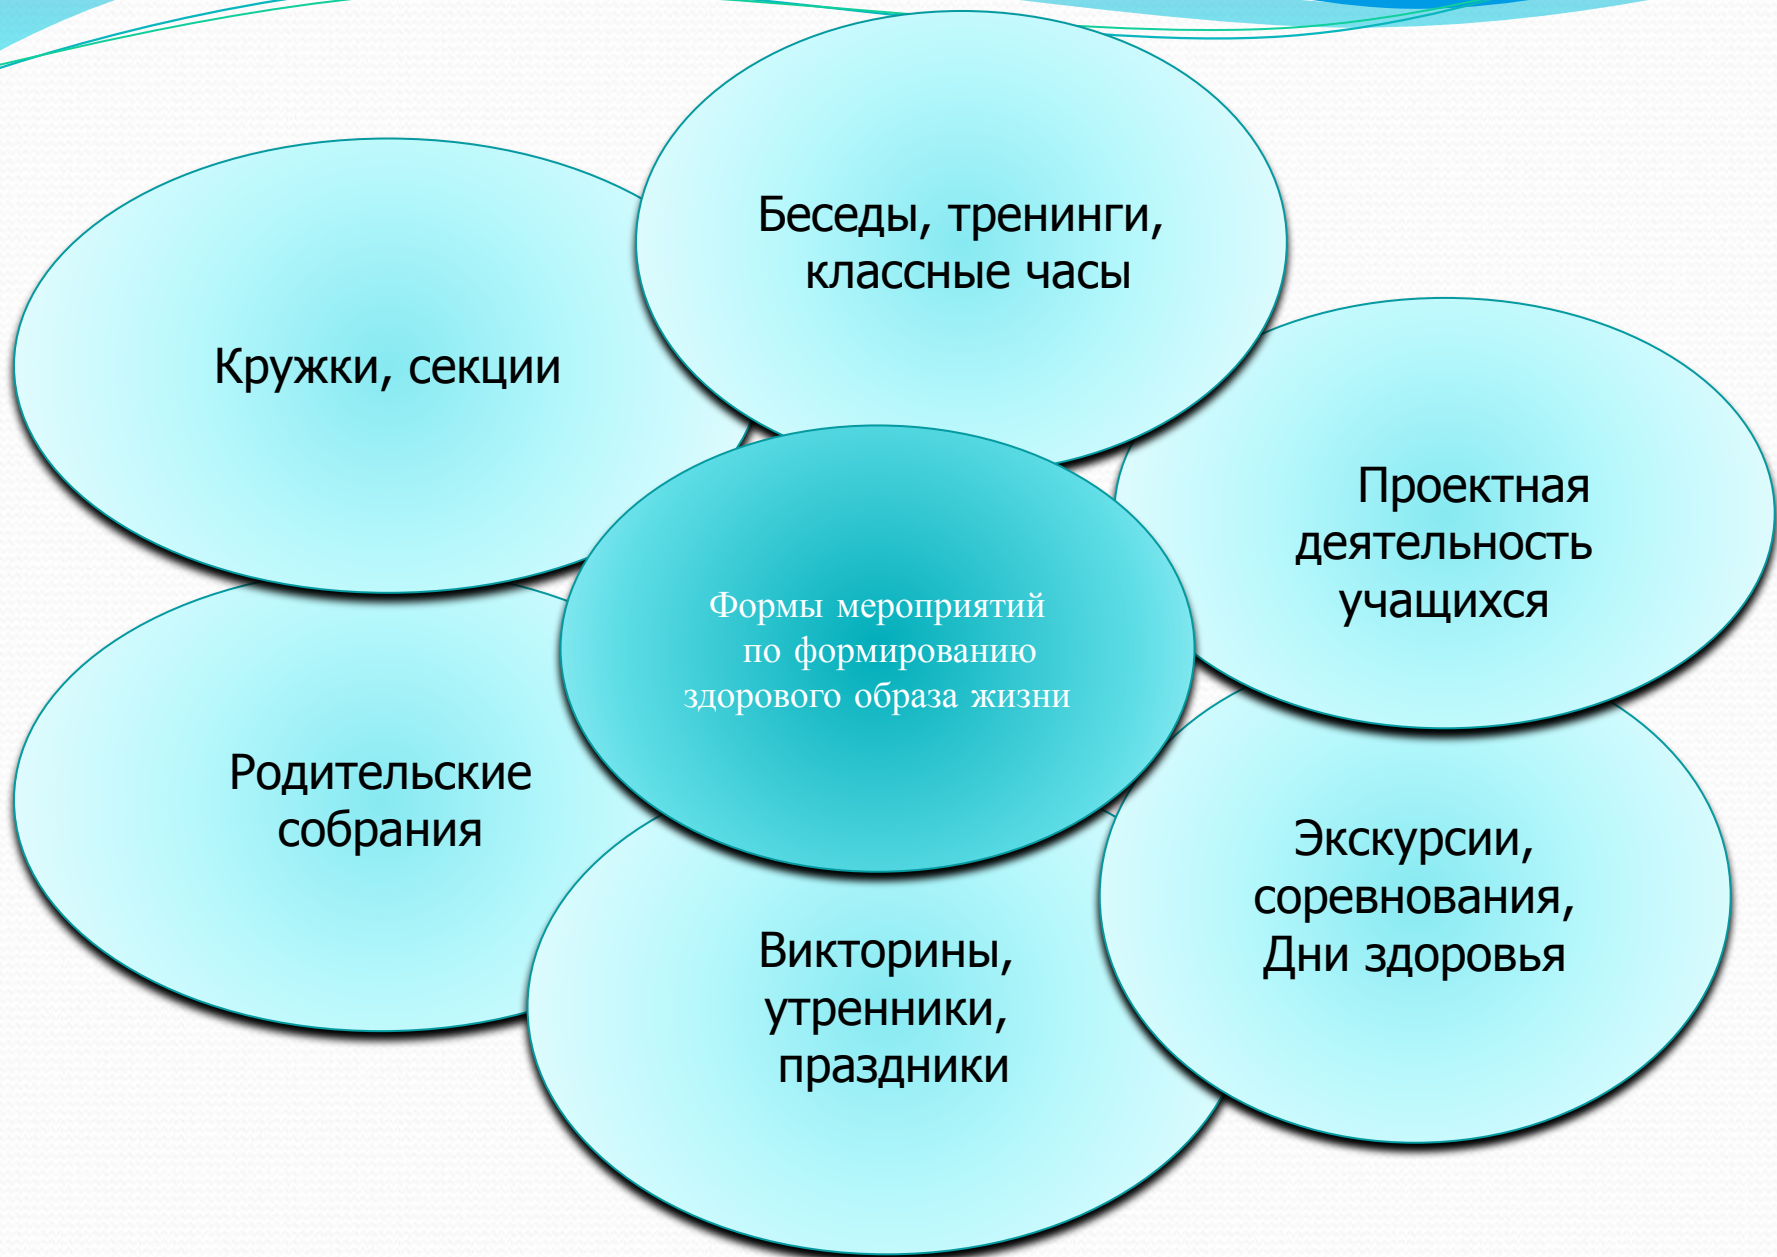 Беседы, тренинги,
классные часы
Кружки, секции
Проектная
деятельность
учащихся
Формы мероприятий
по формированию
здорового образа жизни
Родительские
собрания
Экскурсии,
соревнования,
Дни здоровья
Викторины,
утренники,
праздники